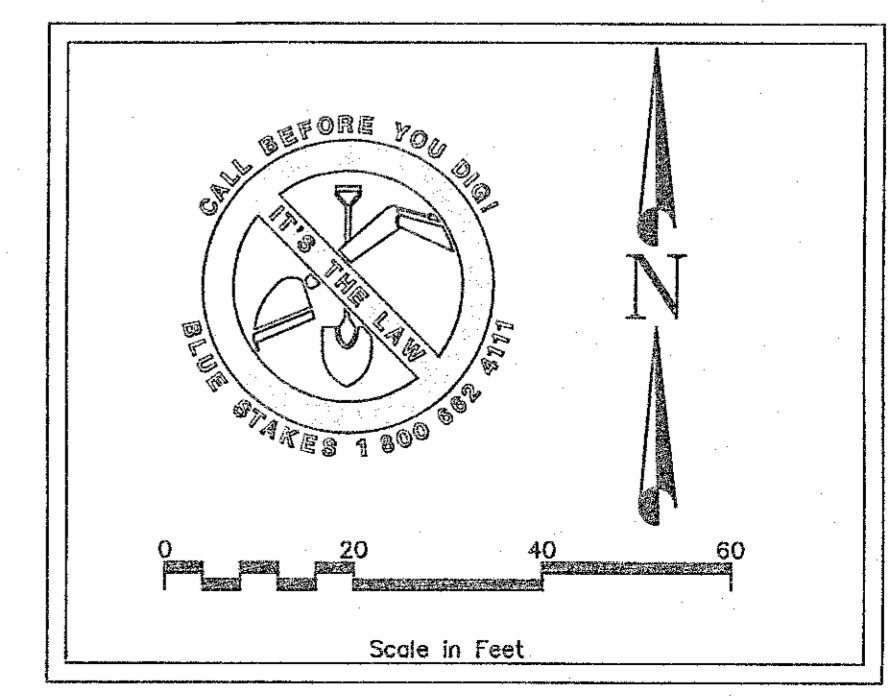 CALL BEFORE YOU DIG!
IT'S THE LAW
BLUE STAKES 1 800 662 4111
N
0 20 40 60
Scale in Feet